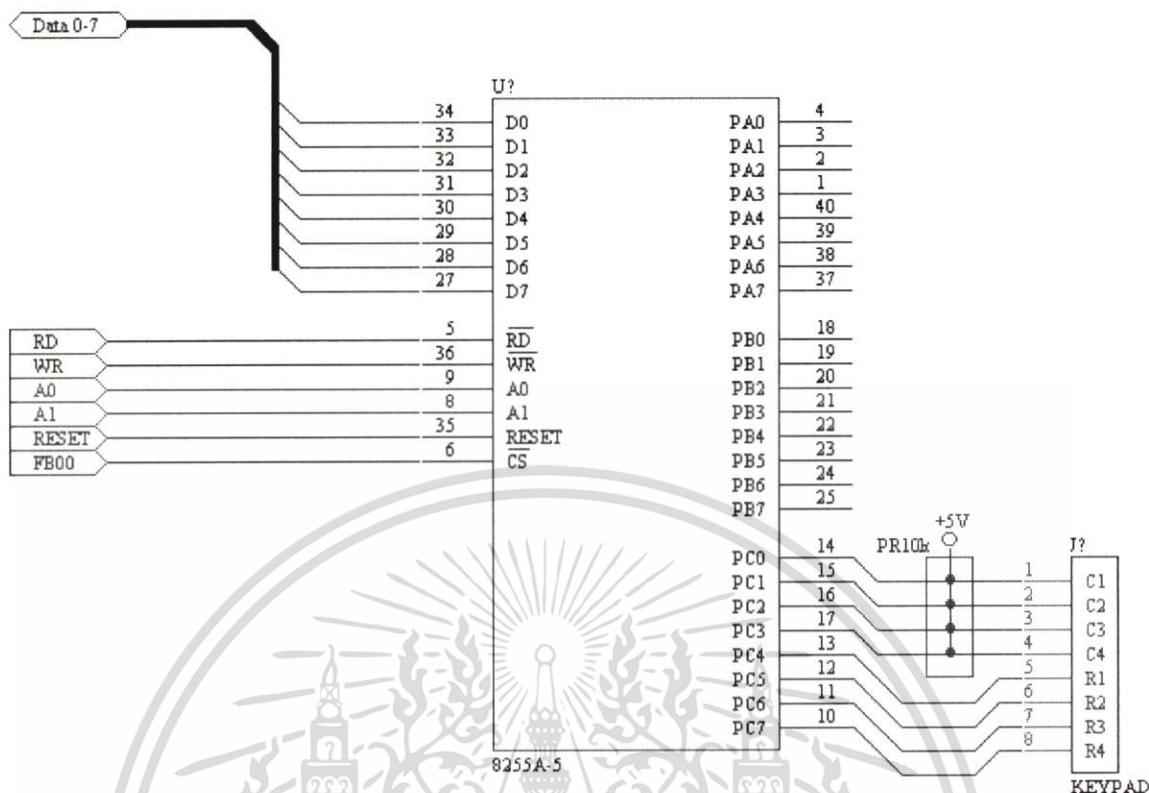 Data 0-7
U?
34 D0 PA0 4
33 D1 PA1 3
32 D2 PA2 2
31 D3 PA3 1
30 D4 PA4 40
29 D5 PA5 39
28 D6 PA6 38
27 D7 PA7 37
RD 5 RD PB0 18
WR 36 WR PB1 19
A0 9 A0 PB2 20
A1 8 A1 PB3 21
RESET 35 RESET PB4 22
FB00 6 CS PB5 23
PB6 24
PB7 25
+5V
PR10k J?
PC0 14 1 C1
PC1 15 2 C2
PC2 16 3 C3
PC3 17 4 C4
PC4 13 5 R1
PC5 12 6 R2
PC6 11 7 R3
PC7 10 8 R4
8255A-5 KEYPAD